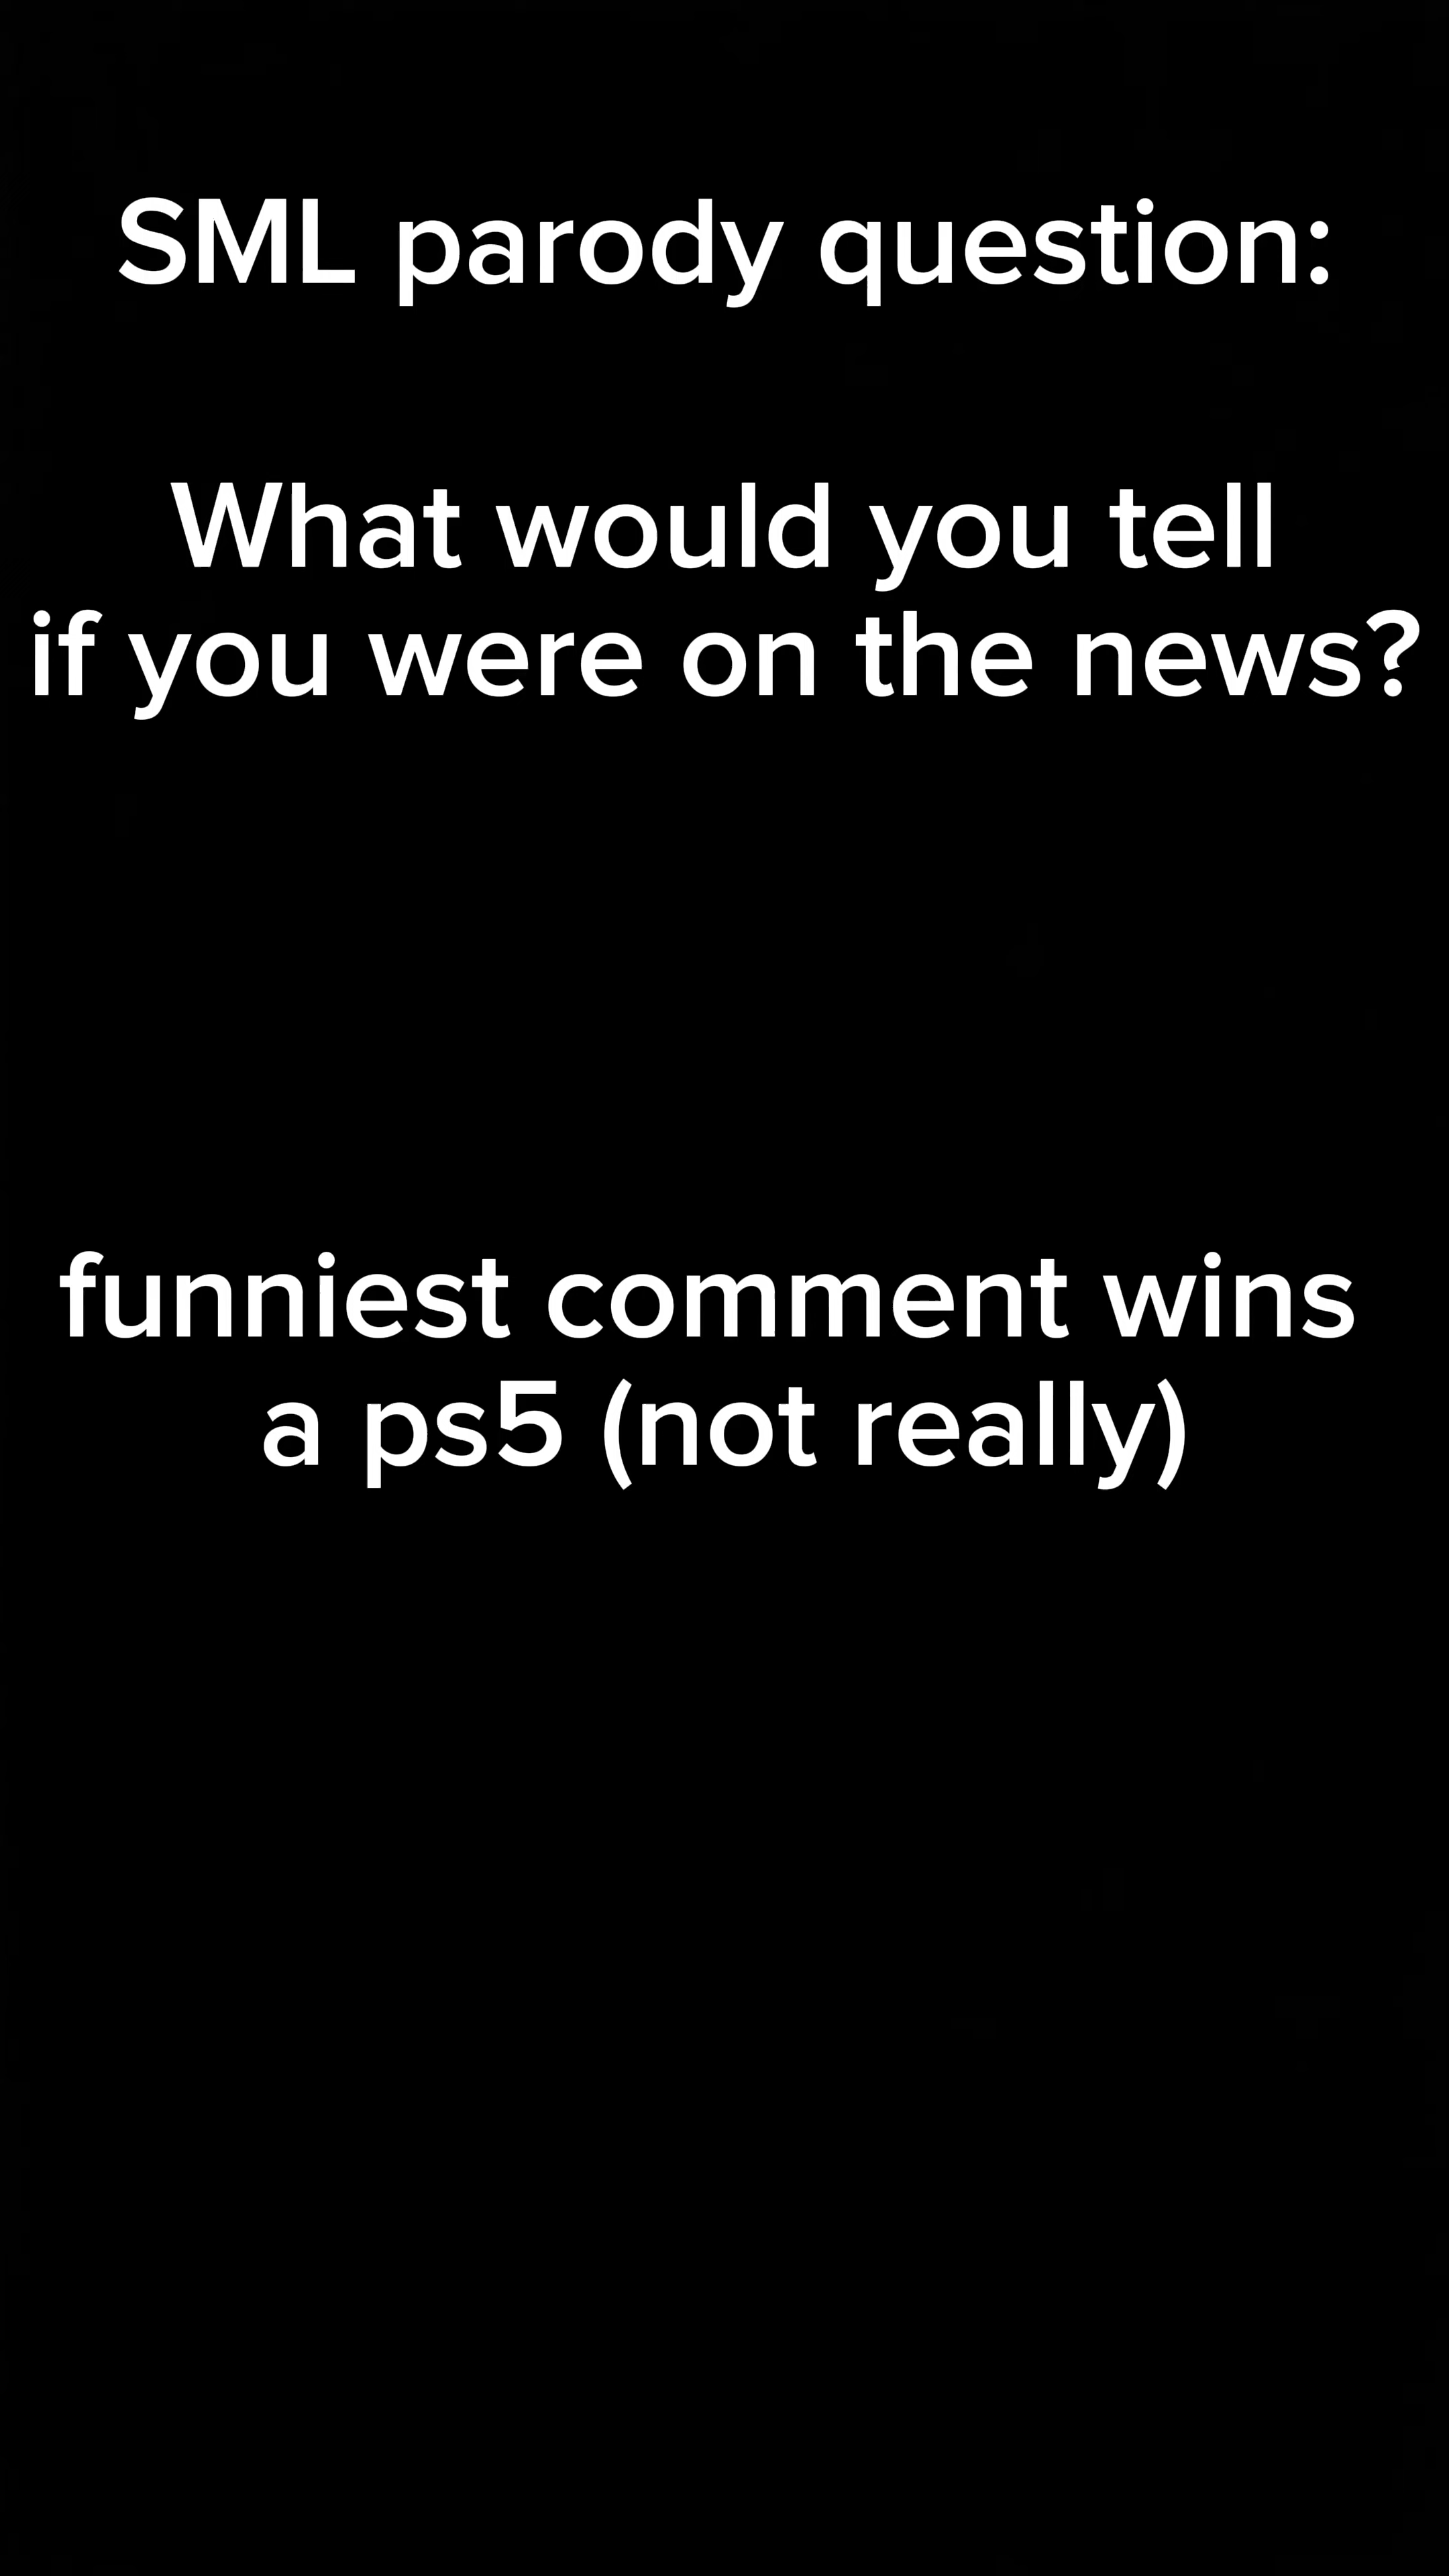 SML parody question:
What would you tell
if you were on the news?
funniest comment wins
a ps5 (not really)